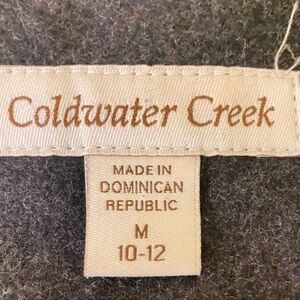 Coldwater Creek
MADE IN
DOMINICAN
REPUBLIC
M
10-12